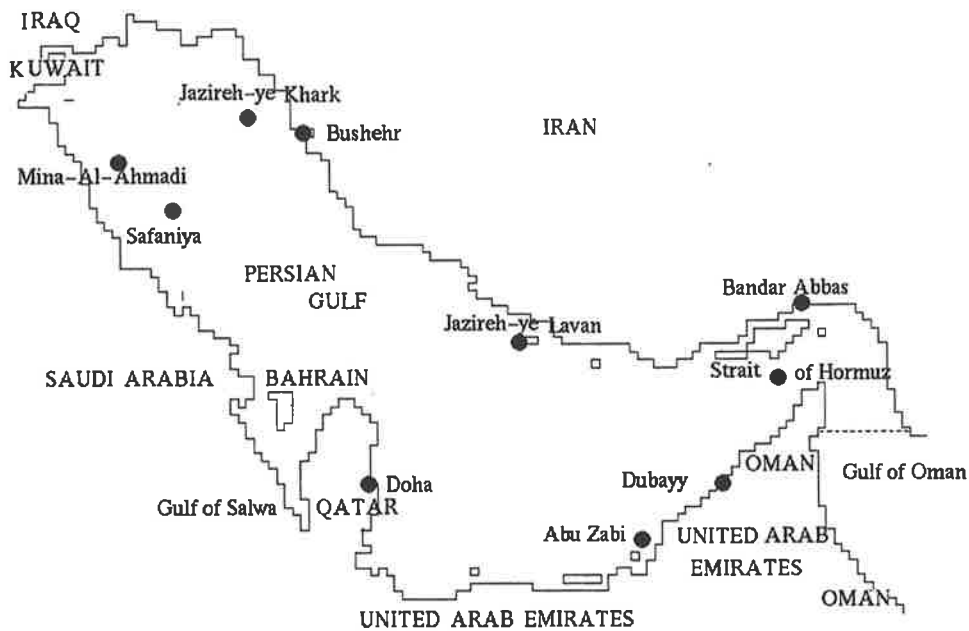 IRAQ
KUWAIT
Jazireh-ye Khark
Bushehr
IRAN
Mina-Al-Ahmadi
Safaniya
PERSIAN
GULF
Bandar Abbas
Jazireh-ye Lavan
SAUDI ARABIA
BAHRAIN
Strait of Hormuz
OMAN
Gulf of Oman
Doha
Dubayy
Gulf of Salwa
QATAR
Abu Zabi
UNITED ARAB
EMIRATES
OMAN
UNITED ARAB EMIRATES